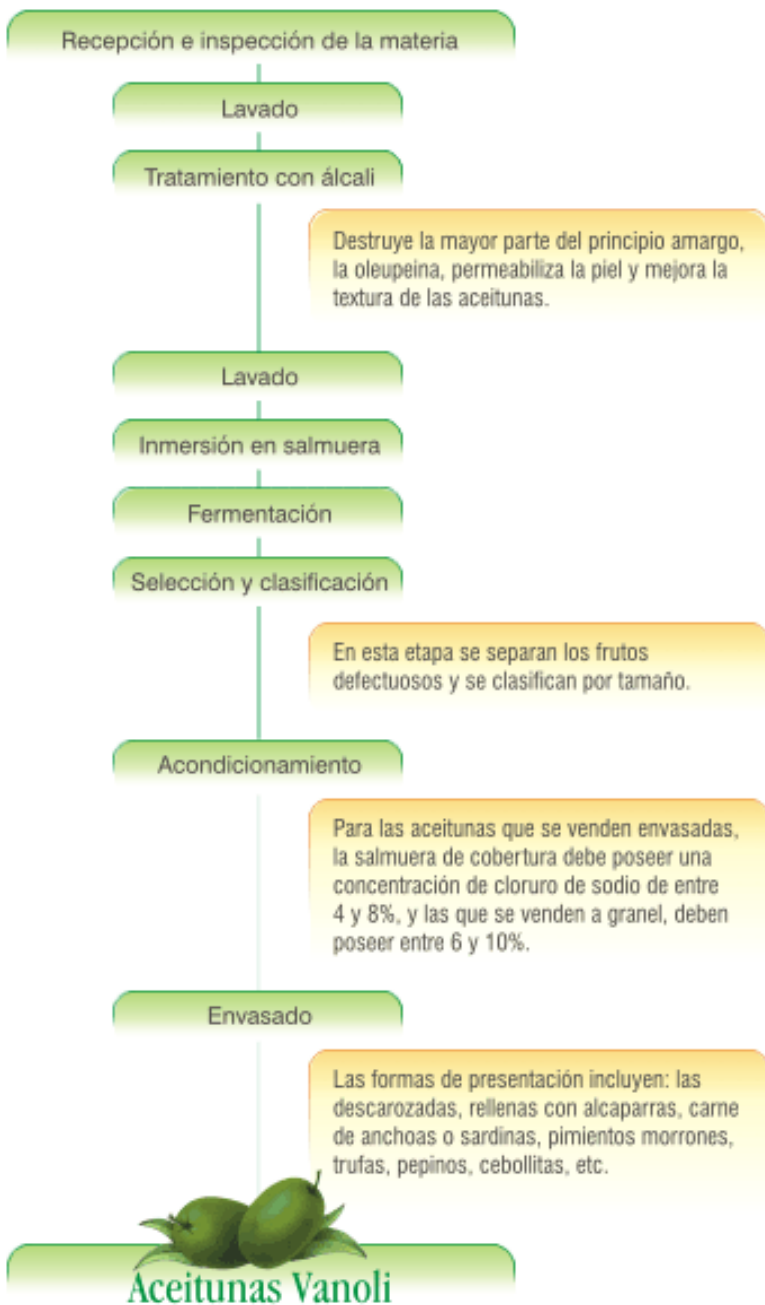 Recepción e inspección de la materia
Lavado
Tratamiento con álcali
Destruye la mayor parte del principio amargo,
la oleupeina, permeabiliza la piel y mejora la
textura de las aceitunas.
Lavado
Inmersión en salmuera
Fermentación
Selección y clasificación
En esta etapa se separan los frutos
defectuosos y se clasifican por tamaño.
Acondicionamiento
Para las aceitunas que se venden envasadas,
la salmuera de cobertura debe poseer una
concentración de cloruro de sodio de entre
4 y 8%, y las que se venden a granel, deben
poseer entre 6 y 10%.
Envasado
Las formas de presentación incluyen: las
descarozadas, rellenas con alcaparras, carne
de anchoas o sardinas, pimientos morrones,
trufas, pepinos, cebollitas, etc.
Aceitunas Vanoli